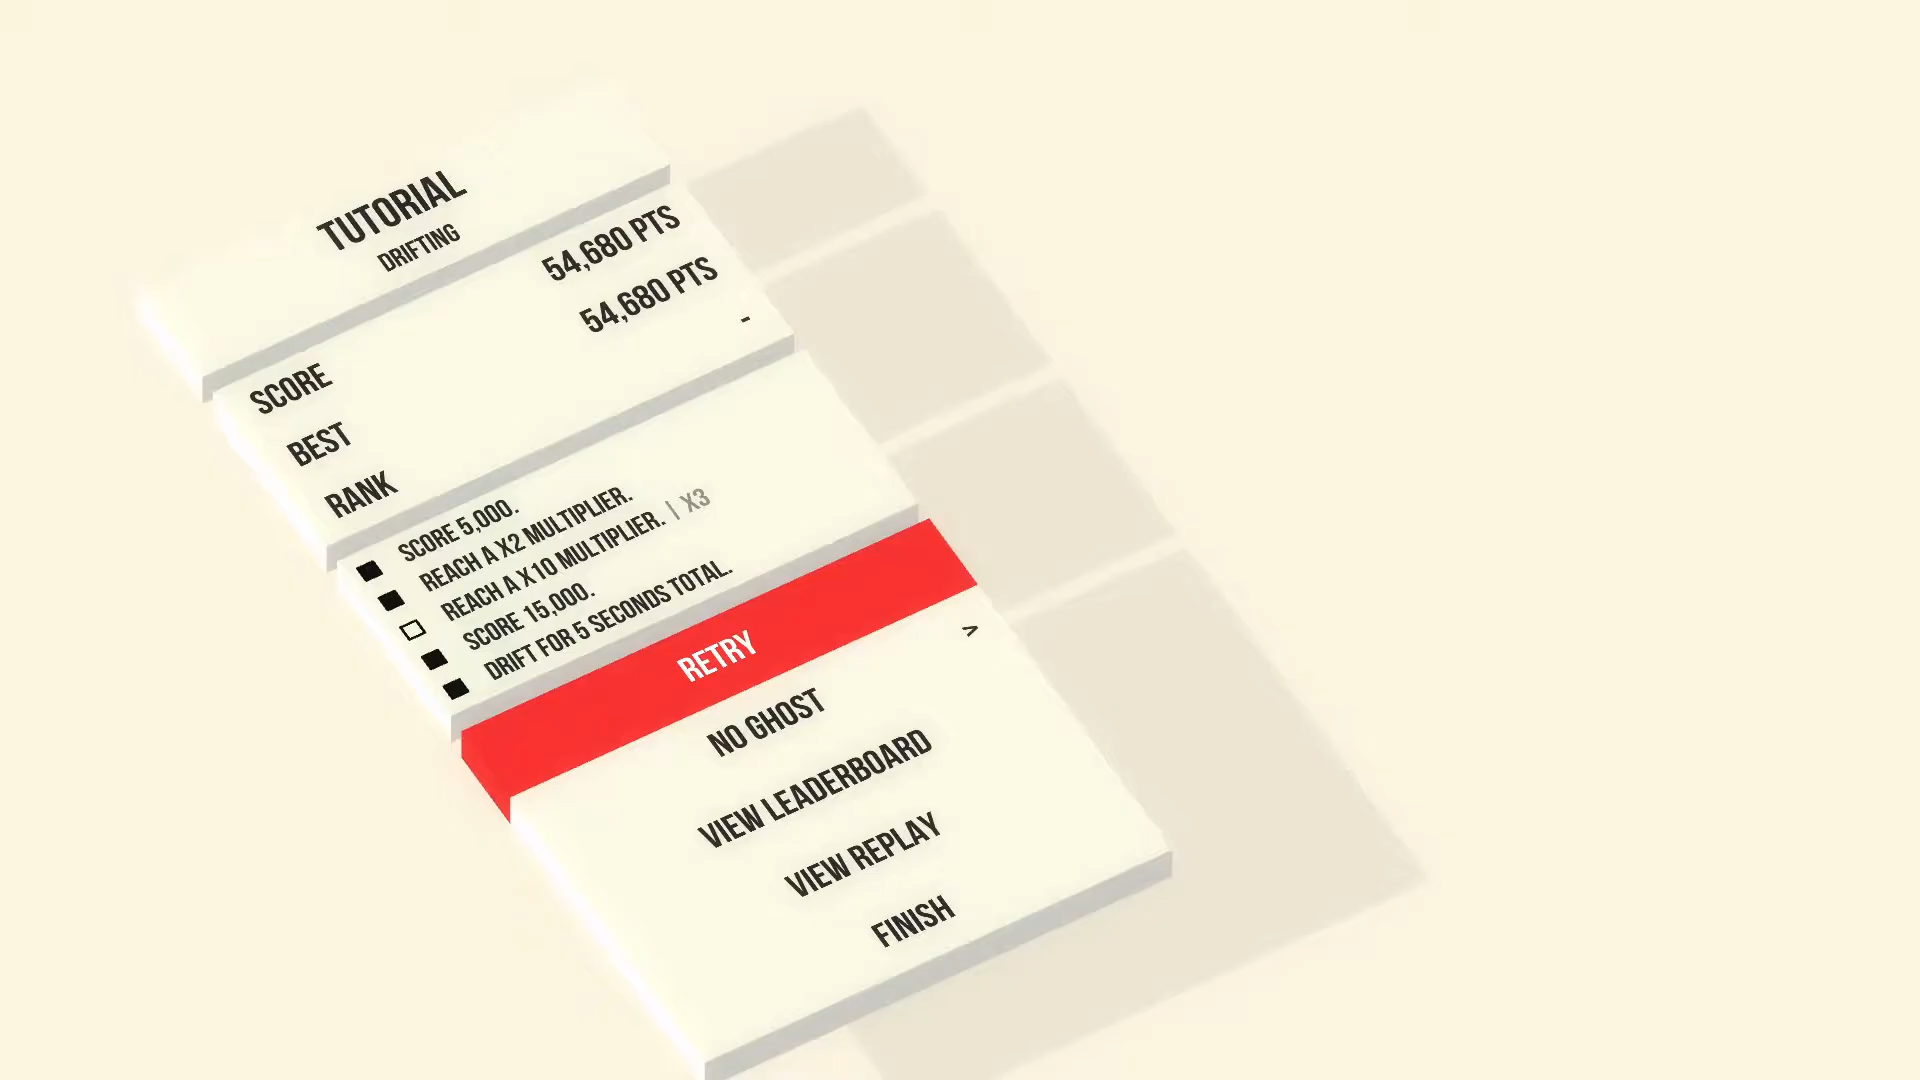 TUTORIAL
DRIFTING
SCORE 54,680 PTS
BEST 54,680 PTS
RANK -
SCORE 5,000.
REACH A X2 MULTIPLIER.
REACH A X10 MULTIPLIER. | X3
SCORE 15,000.
DRIFT FOR 5 SECONDS TOTAL.
RETRY
NO GHOST >
VIEW LEADERBOARD
VIEW REPLAY
FINISH